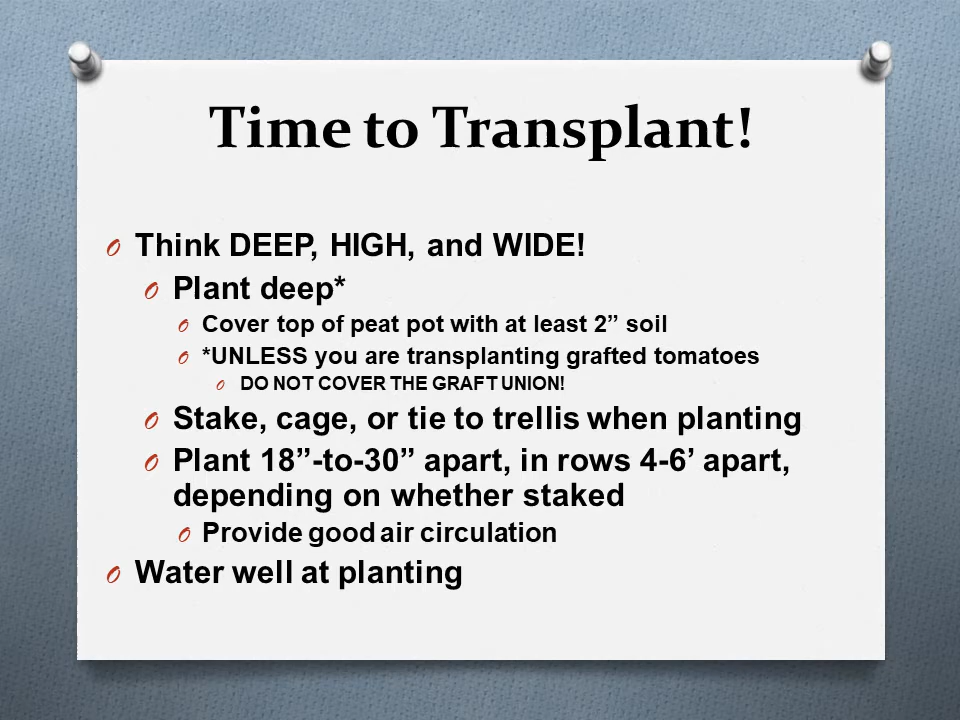 Time to Transplant!
Think DEEP, HIGH, and WIDE!
Plant deep*
Cover top of peat pot with at least 2” soil
*UNLESS you are transplanting grafted tomatoes
DO NOT COVER THE GRAFT UNION!
Stake, cage, or tie to trellis when planting
Plant 18”-to-30” apart, in rows 4-6’ apart,
depending on whether staked
Provide good air circulation
Water well at planting